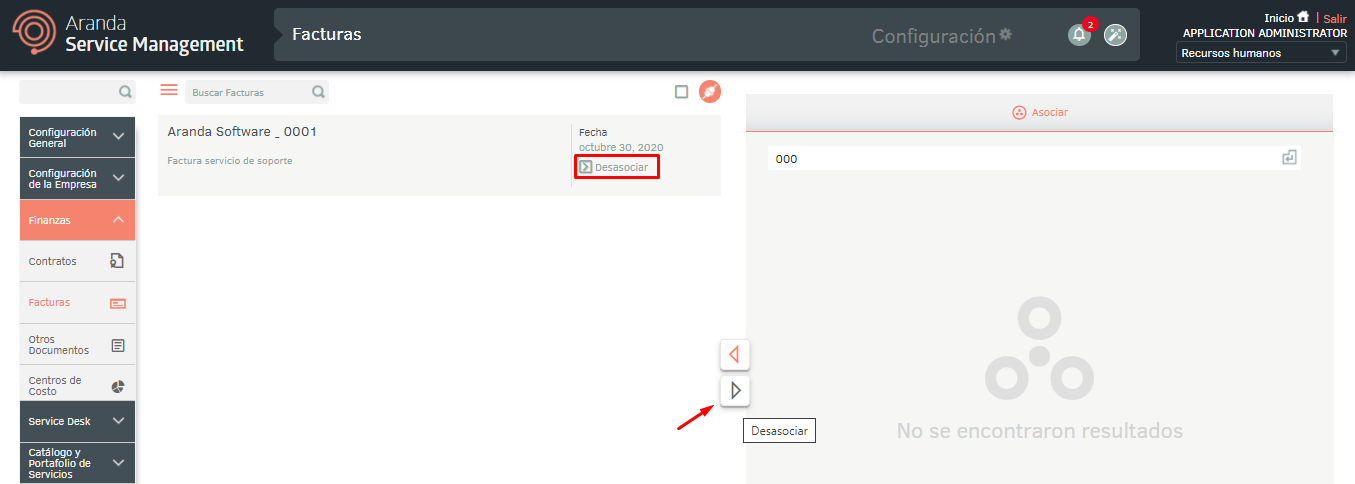 Aranda
Service Management
Facturas
Configuración
2
Inicio | Salir
APPLICATION ADMINISTRATOR
Recursos humanos
Buscar Facturas
Configuración
General
Configuración
de la Empresa
Finanzas
Contratos
Facturas
Otros
Documentos
Centros de
Costo
Service Desk
Catálogo y
Portafolio de
Servicios
Aranda Software _ 0001
Factura servicio de soporte
Fecha
octubre 30, 2020
Desasociar
Desasociar
Asociar
000
No se encontraron resultados